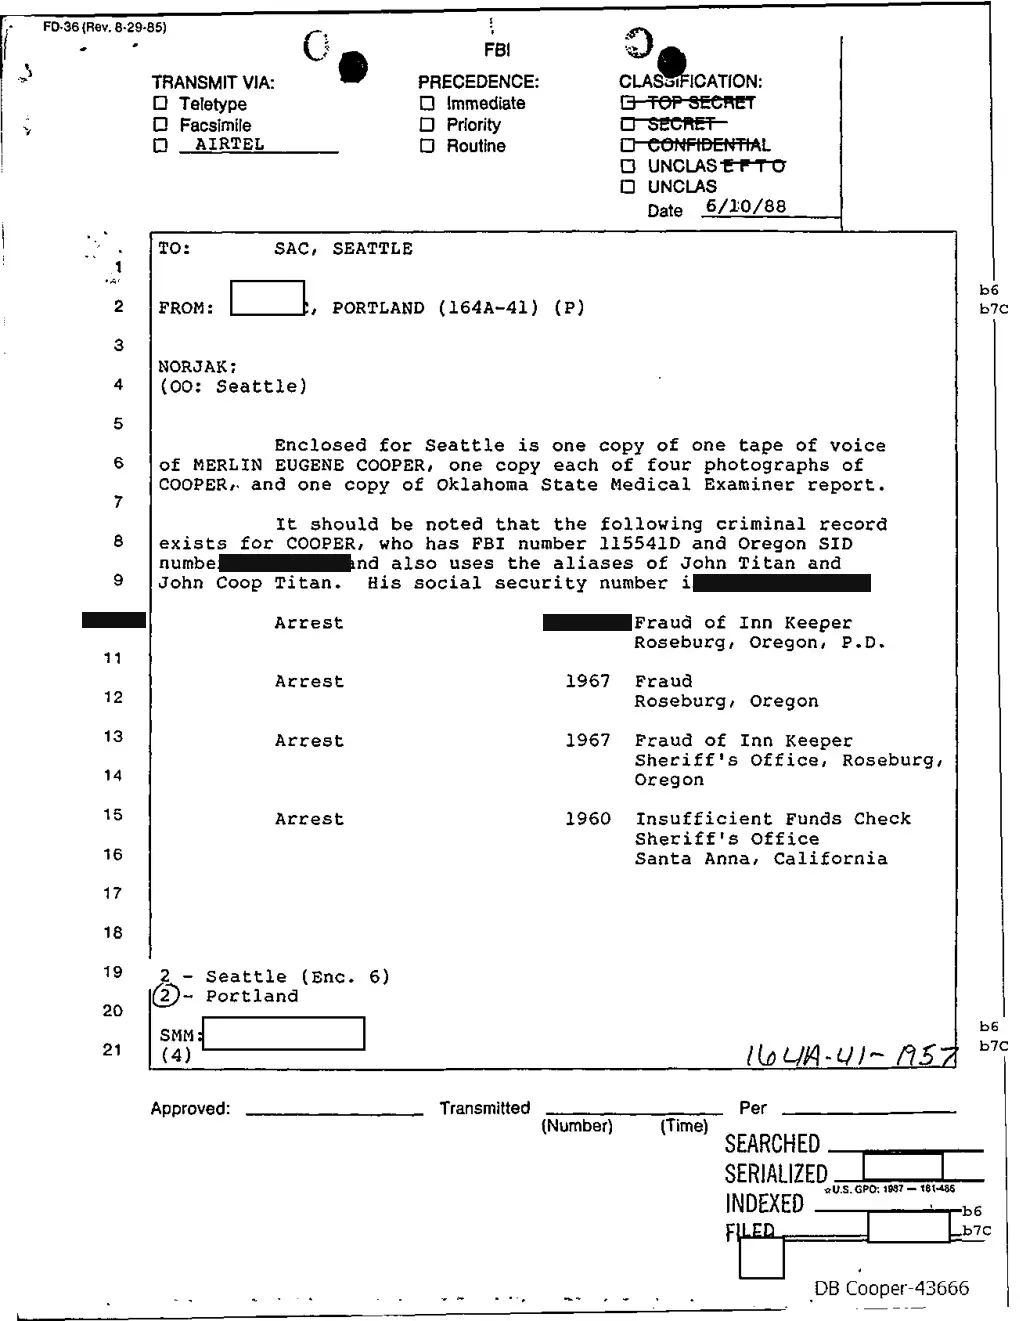 FD-36 (Rev. 8-29-85)
FBI
TRANSMIT VIA:
Teletype
Facsimile
AIRTEL
PRECEDENCE:
Immediate
Priority
Routine
CLASSIFICATION:
TOP SECRET
SECRET
CONFIDENTIAL
UNCLAS E F T O
UNCLAS
Date 6/10/88
TO: SAC, SEATTLE
1
b6
2 FROM: C, PORTLAND (164A-41) (P)
b7C
3
NORJAK;
4 (OO: Seattle)
5
Enclosed for Seattle is one copy of one tape of voice
6 of MERLIN EUGENE COOPER, one copy each of four photographs of
COOPER, and one copy of Oklahoma State Medical Examiner report.
7
It should be noted that the following criminal record
8 exists for COOPER, who has FBI number 115541D and Oregon SID
numbe and also uses the aliases of John Titan and
9 John Coop Titan. His social security number i
Arrest Fraud of Inn Keeper
Roseburg, Oregon, P.D.
11
Arrest 1967 Fraud
12 Roseburg, Oregon
13 Arrest 1967 Fraud of Inn Keeper
Sheriff's Office, Roseburg,
14 Oregon
15 Arrest 1960 Insufficient Funds Check
Sheriff's Office
16 Santa Anna, California
17
18
19 2 - Seattle (Enc. 6)
2 - Portland
20
SMM:
b6
21 (4)
b7C
164A-41-1957
Approved: Transmitted Per
(Number) (Time)
SEARCHED
SERIALIZED
☆U.S. GPO: 1987 — 181-486
INDEXED
b6
FILED
b7C
DB Cooper-43666